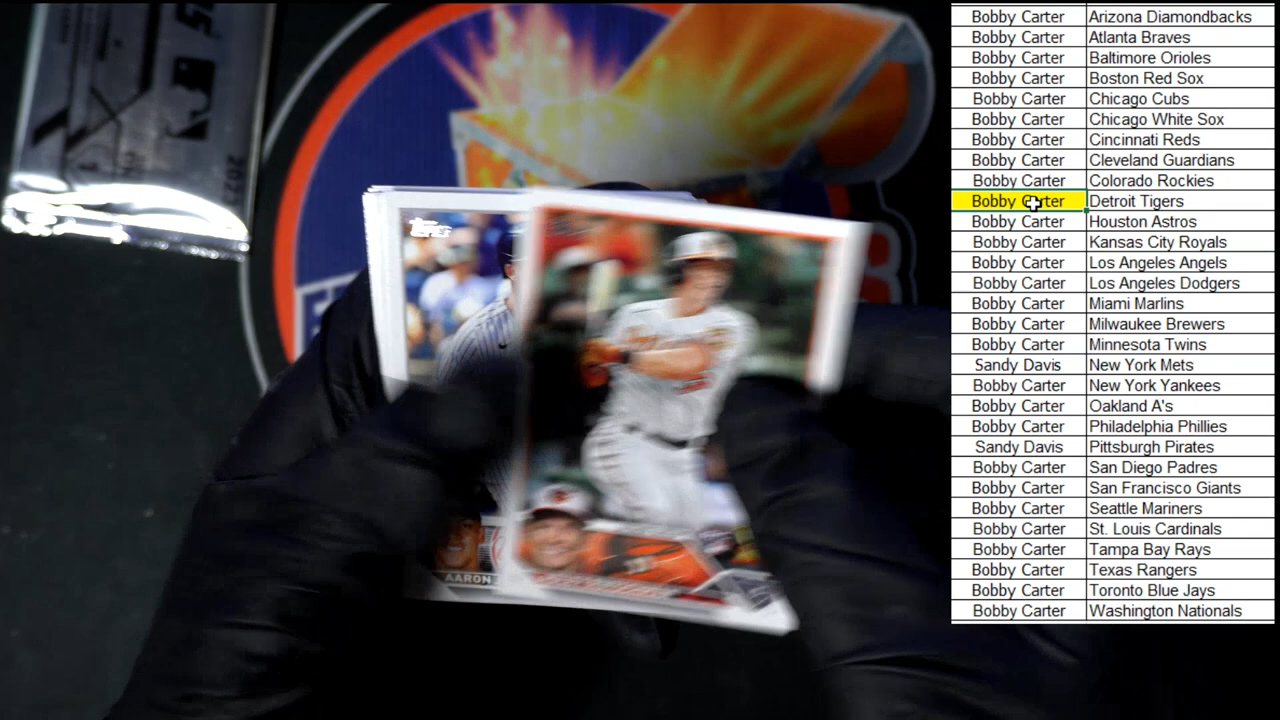 Topps
AARON
Bobby Carter Arizona Diamondbacks
Bobby Carter Atlanta Braves
Bobby Carter Baltimore Orioles
Bobby Carter Boston Red Sox
Bobby Carter Chicago Cubs
Bobby Carter Chicago White Sox
Bobby Carter Cincinnati Reds
Bobby Carter Cleveland Guardians
Bobby Carter Colorado Rockies
Bobby Carter Detroit Tigers
Bobby Carter Houston Astros
Bobby Carter Kansas City Royals
Bobby Carter Los Angeles Angels
Bobby Carter Los Angeles Dodgers
Bobby Carter Miami Marlins
Bobby Carter Milwaukee Brewers
Bobby Carter Minnesota Twins
Sandy Davis New York Mets
Bobby Carter New York Yankees
Bobby Carter Oakland A's
Bobby Carter Philadelphia Phillies
Sandy Davis Pittsburgh Pirates
Bobby Carter San Diego Padres
Bobby Carter San Francisco Giants
Bobby Carter Seattle Mariners
Bobby Carter St. Louis Cardinals
Bobby Carter Tampa Bay Rays
Bobby Carter Texas Rangers
Bobby Carter Toronto Blue Jays
Bobby Carter Washington Nationals